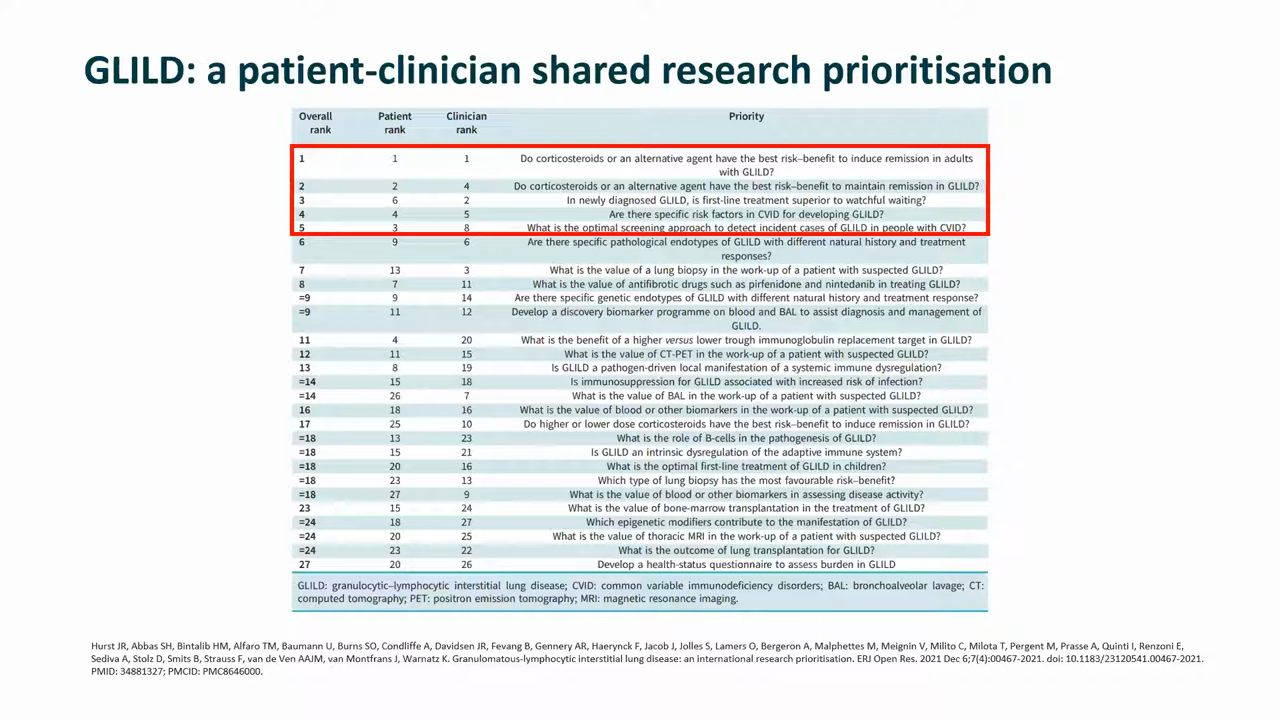 GLILD: a patient-clinician shared research prioritisation
Overall rank Patient rank Clinician rank Priority
1 1 1 Do corticosteroids or an alternative agent have the best risk–benefit to induce remission in adults
with GLILD?
2 2 4 Do corticosteroids or an alternative agent have the best risk–benefit to maintain remission in GLILD?
3 6 2 In newly diagnosed GLILD, is first-line treatment superior to watchful waiting?
4 4 5 Are there specific risk factors in CVID for developing GLILD?
5 3 8 What is the optimal screening approach to detect incident cases of GLILD in people with CVID?
6 9 6 Are there specific pathological endotypes of GLILD with different natural history and treatment
responses?
7 13 3 What is the value of a lung biopsy in the work-up of a patient with suspected GLILD?
8 7 11 What is the value of antifibrotic drugs such as pirfenidone and nintedanib in treating GLILD?
=9 9 14 Are there specific genetic endotypes of GLILD with different natural history and treatment response?
=9 11 12 Develop a discovery biomarker programme on blood and BAL to assist diagnosis and management of
GLILD.
11 4 20 What is the benefit of a higher versus lower trough immunoglobulin replacement target in GLILD?
12 11 15 What is the value of CT-PET in the work-up of a patient with suspected GLILD?
13 8 19 Is GLILD a pathogen-driven local manifestation of a systemic immune dysregulation?
=14 15 18 Is immunosuppression for GLILD associated with increased risk of infection?
=14 26 7 What is the value of BAL in the work-up of a patient with suspected GLILD?
16 18 16 What is the value of blood or other biomarkers in the work-up of a patient with suspected GLILD?
17 25 10 Do higher or lower dose corticosteroids have the best risk–benefit to induce remission in GLILD?
=18 13 23 What is the role of B-cells in the pathogenesis of GLILD?
=18 15 21 Is GLILD an intrinsic dysregulation of the adaptive immune system?
=18 20 16 What is the optimal first-line treatment of GLILD in children?
=18 23 13 Which type of lung biopsy has the most favourable risk–benefit?
=18 27 9 What is the value of blood or other biomarkers in assessing disease activity?
23 15 24 What is the value of bone-marrow transplantation in the treatment of GLILD?
=24 18 27 Which epigenetic modifiers contribute to the manifestation of GLILD?
=24 20 25 What is the value of thoracic MRI in the work-up of a patient with suspected GLILD?
=24 23 22 What is the outcome of lung transplantation for GLILD?
27 20 26 Develop a health-status questionnaire to assess burden in GLILD
GLILD: granulocytic–lymphocytic interstitial lung disease; CVID: common variable immunodeficiency disorders; BAL: bronchoalveolar lavage; CT:
computed tomography; PET: positron emission tomography; MRI: magnetic resonance imaging.
Hurst JR, Abbas SH, Bintalib HM, Alfaro TM, Baumann U, Burns SO, Condliffe A, Davidsen JR, Fevang B, Gennery AR, Haerynck F, Jacob J, Jolles S, Lamers O, Bergeron A, Malphettes M, Meignin V, Milito C, Milota T, Pergent M, Prasse A, Quinti I, Renzoni E,
Sediva A, Stolz D, Smits B, Strauss F, van de Ven AAJM, van Montfrans J, Warnatz K. Granulomatous-lymphocytic interstitial lung disease: an international research prioritisation. ERJ Open Res. 2021 Dec 6;7(4):00467-2021. doi: 10.1183/23120541.00467-2021.
PMID: 34881327; PMCID: PMC8646000.